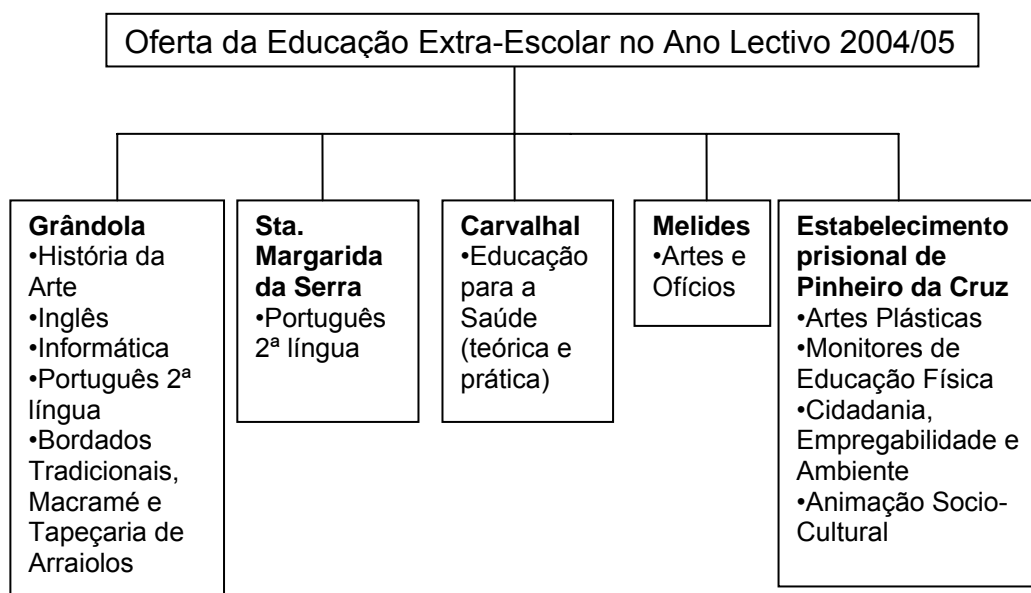 Oferta da Educação Extra-Escolar no Ano Lectivo 2004/05
Grândola
•História da
Arte
•Inglês
•Informática
•Português 2ª
língua
•Bordados
Tradicionais,
Macramé e
Tapeçaria de
Arraiolos
Sta.
Margarida
da Serra
•Português
2ª língua
Carvalhal
•Educação
para a
Saúde
(teórica e
prática)
Melides
•Artes e
Ofícios
Estabelecimento
prisional de
Pinheiro da Cruz
•Artes Plásticas
•Monitores de
Educação Física
•Cidadania,
Empregabilidade e
Ambiente
•Animação Socio-
Cultural